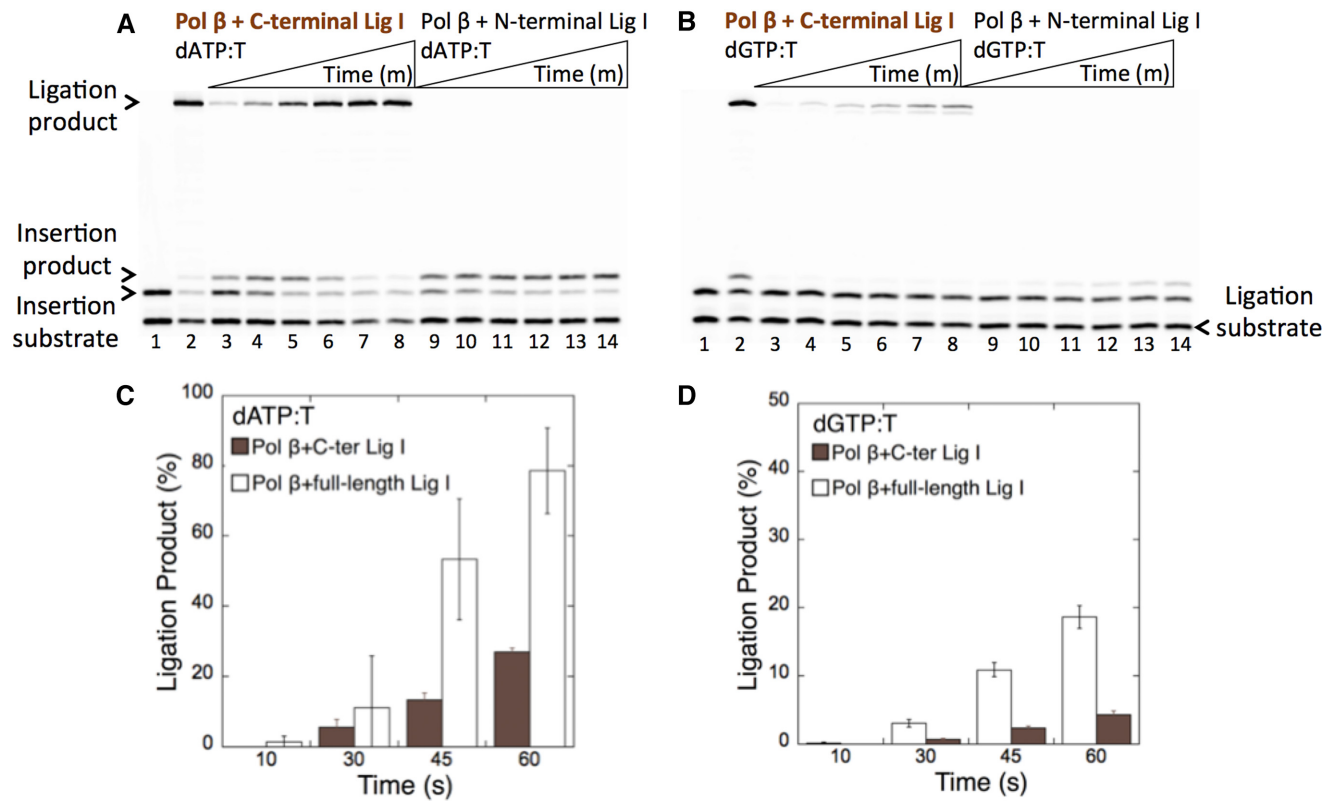 A
Pol β + C-terminal Lig I
Pol β + N-terminal Lig I
dATP:T
dATP:T
Time (m)
Time (m)
Ligation
product
Insertion
product
Insertion
substrate
1 2 3 4 5 6 7 8 9 10 11 12 13 14
B
Pol β + C-terminal Lig I
Pol β + N-terminal Lig I
dGTP:T
dGTP:T
Time (m)
Time (m)
Ligation
substrate
1 2 3 4 5 6 7 8 9 10 11 12 13 14
C
dATP:T
Pol β+C-ter Lig I
Pol β+full-length Lig I
Ligation Product (%)
100
80
60
40
20
0
10 30 45 60
Time (s)
D
dGTP:T
Pol β+C-ter Lig I
Pol β+full-length Lig I
Ligation Product (%)
50
40
30
20
10
0
10 30 45 60
Time (s)